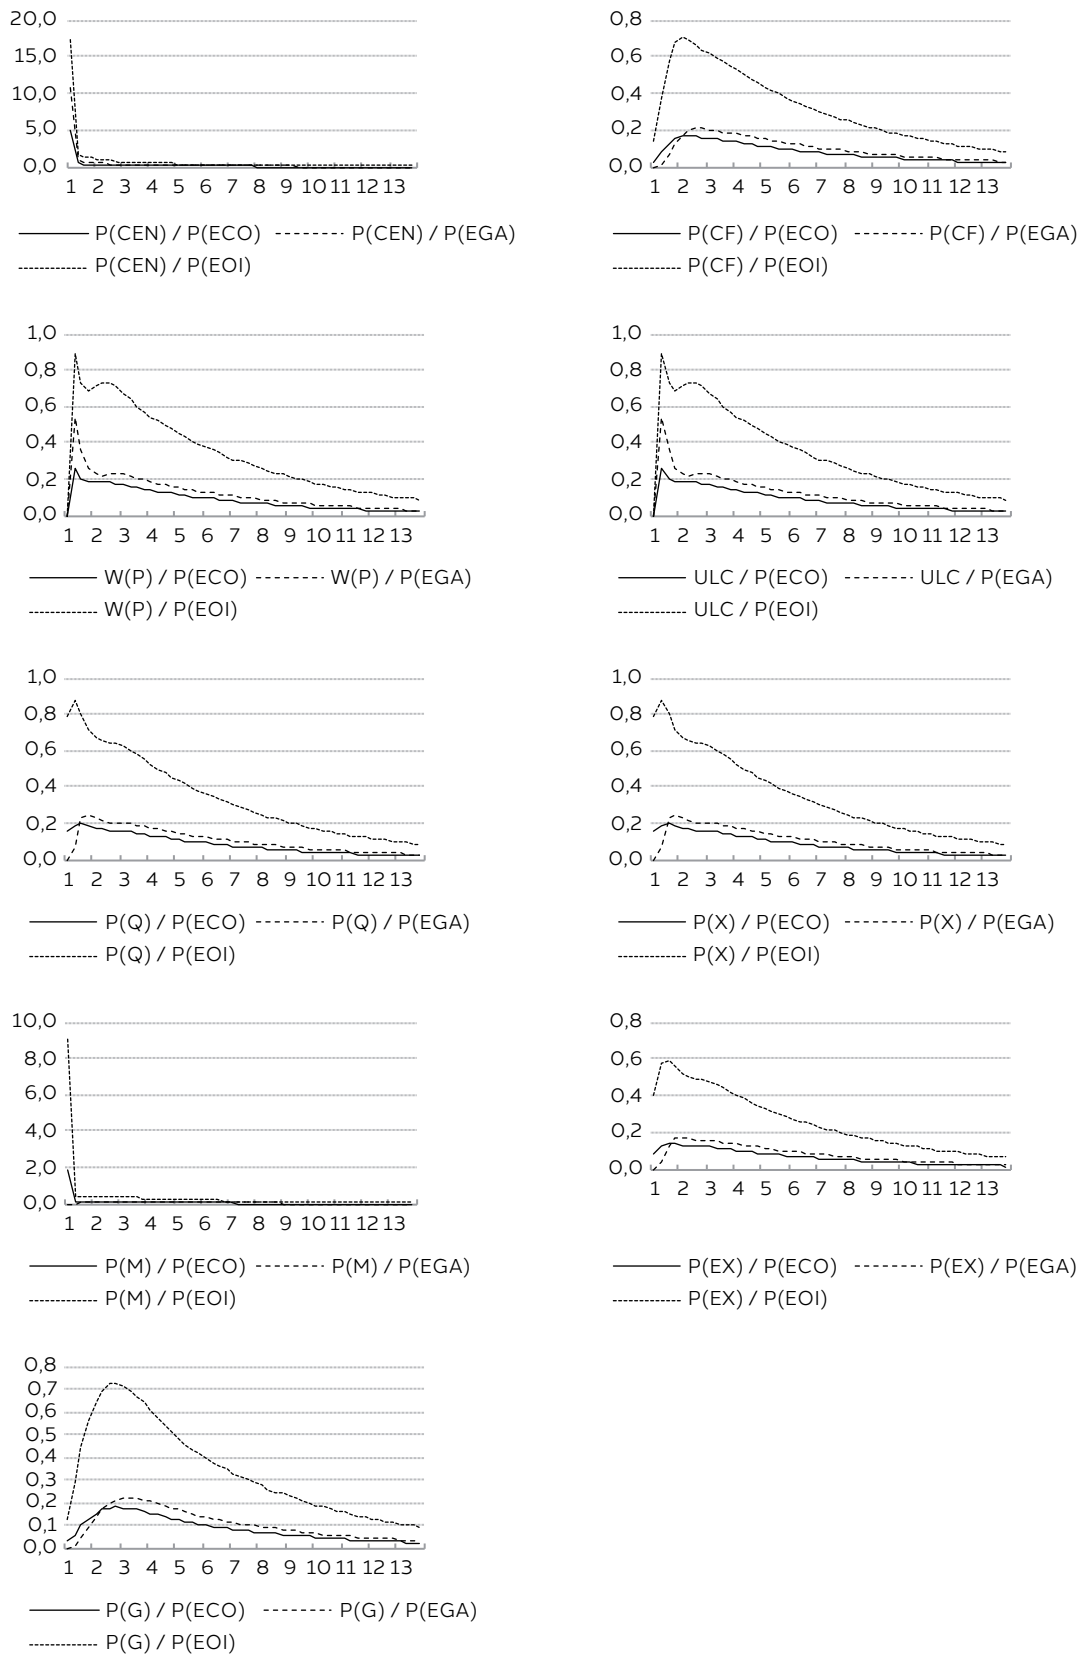 20,0
15,0
10,0
5,0
0,0
1 2 3 4 5 6 7 8 9 10 11 12 13
P(CEN) / P(ECO) P(CEN) / P(EGA)
P(CEN) / P(EOI)
0,8
0,6
0,4
0,2
0,0
1 2 3 4 5 6 7 8 9 10 11 12 13
P(CF) / P(ECO) P(CF) / P(EGA)
P(CF) / P(EOI)
1,0
0,8
0,6
0,4
0,2
0,0
1 2 3 4 5 6 7 8 9 10 11 12 13
W(P) / P(ECO) W(P) / P(EGA)
W(P) / P(EOI)
1,0
0,8
0,6
0,4
0,2
0,0
1 2 3 4 5 6 7 8 9 10 11 12 13
ULC / P(ECO) ULC / P(EGA)
ULC / P(EOI)
1,0
0,8
0,6
0,4
0,2
0,0
1 2 3 4 5 6 7 8 9 10 11 12 13
P(Q) / P(ECO) P(Q) / P(EGA)
P(Q) / P(EOI)
1,0
0,8
0,6
0,4
0,2
0,0
1 2 3 4 5 6 7 8 9 10 11 12 13
P(X) / P(ECO) P(X) / P(EGA)
P(X) / P(EOI)
10,0
8,0
6,0
4,0
2,0
0,0
1 2 3 4 5 6 7 8 9 10 11 12 13
P(M) / P(ECO) P(M) / P(EGA)
P(M) / P(EOI)
0,8
0,6
0,4
0,2
0,0
1 2 3 4 5 6 7 8 9 10 11 12 13
P(EX) / P(ECO) P(EX) / P(EGA)
P(EX) / P(EOI)
0,8
0,7
0,6
0,5
0,4
0,3
0,2
0,1
0,0
1 2 3 4 5 6 7 8 9 10 11 12 13
P(G) / P(ECO) P(G) / P(EGA)
P(G) / P(EOI)